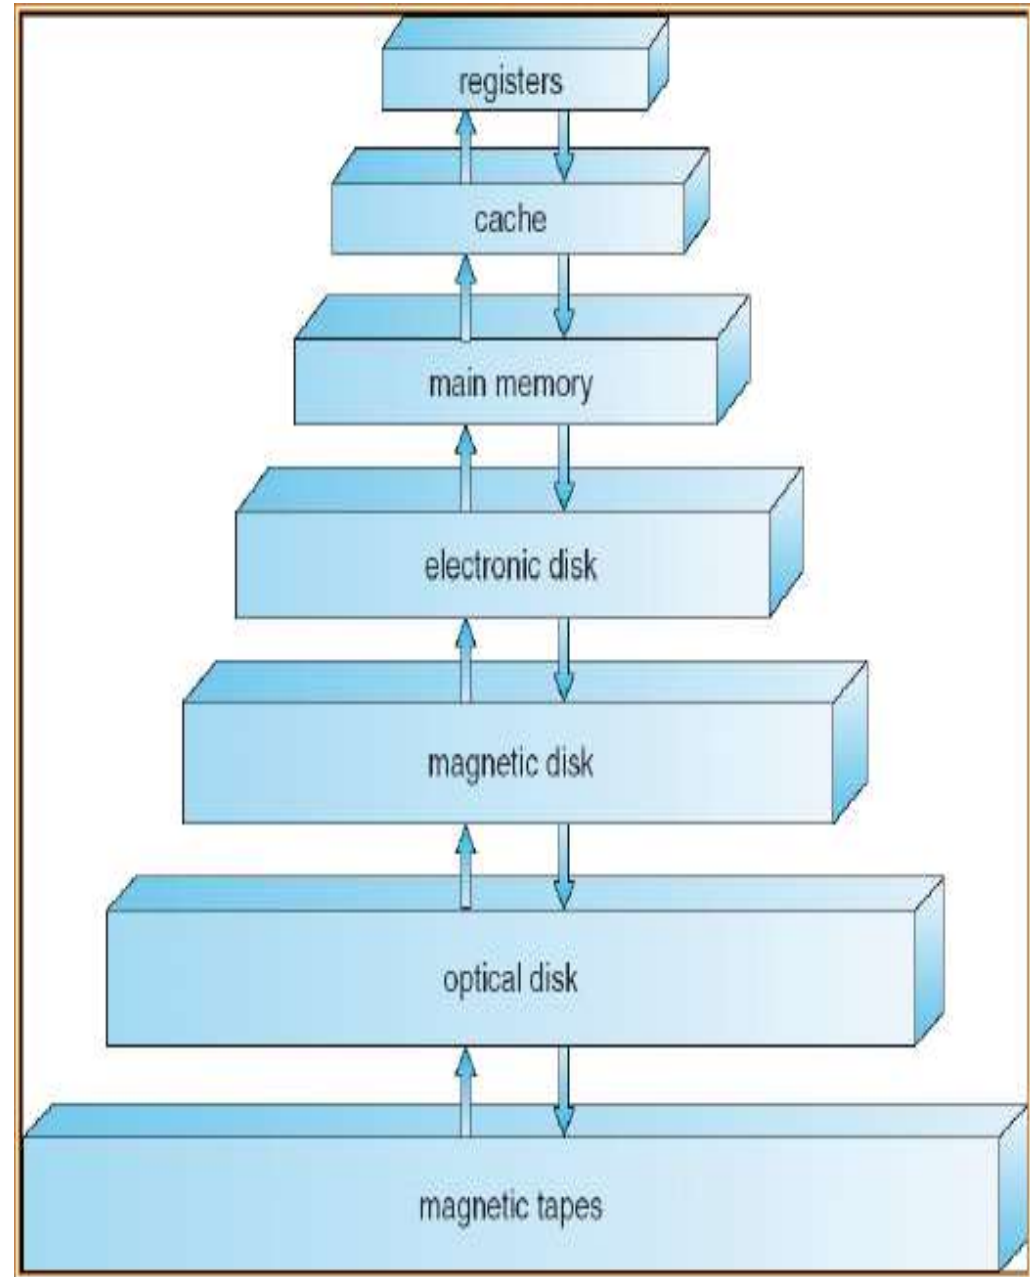 registers
cache
main memory
electronic disk
magnetic disk
optical disk
magnetic tapes